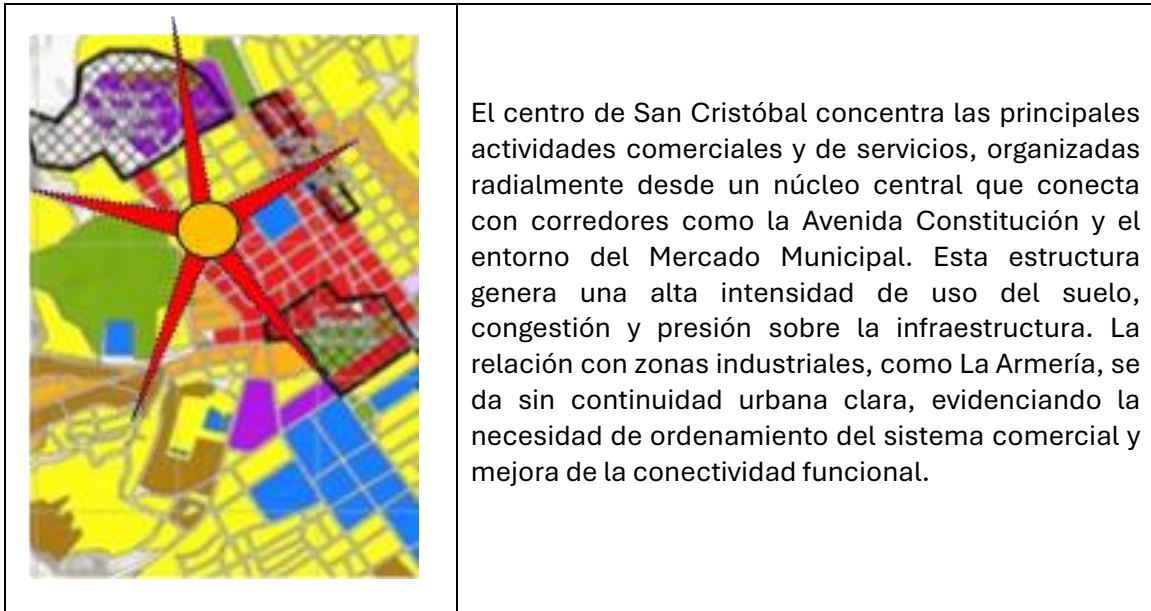 El centro de San Cristóbal concentra las principales
actividades comerciales y de servicios, organizadas
radialmente desde un núcleo central que conecta
con corredores como la Avenida Constitución y el
entorno del Mercado Municipal. Esta estructura
genera una alta intensidad de uso del suelo,
congestión y presión sobre la infraestructura. La
relación con zonas industriales, como La Armería, se
da sin continuidad urbana clara, evidenciando la
necesidad de ordenamiento del sistema comercial y
mejora de la conectividad funcional.